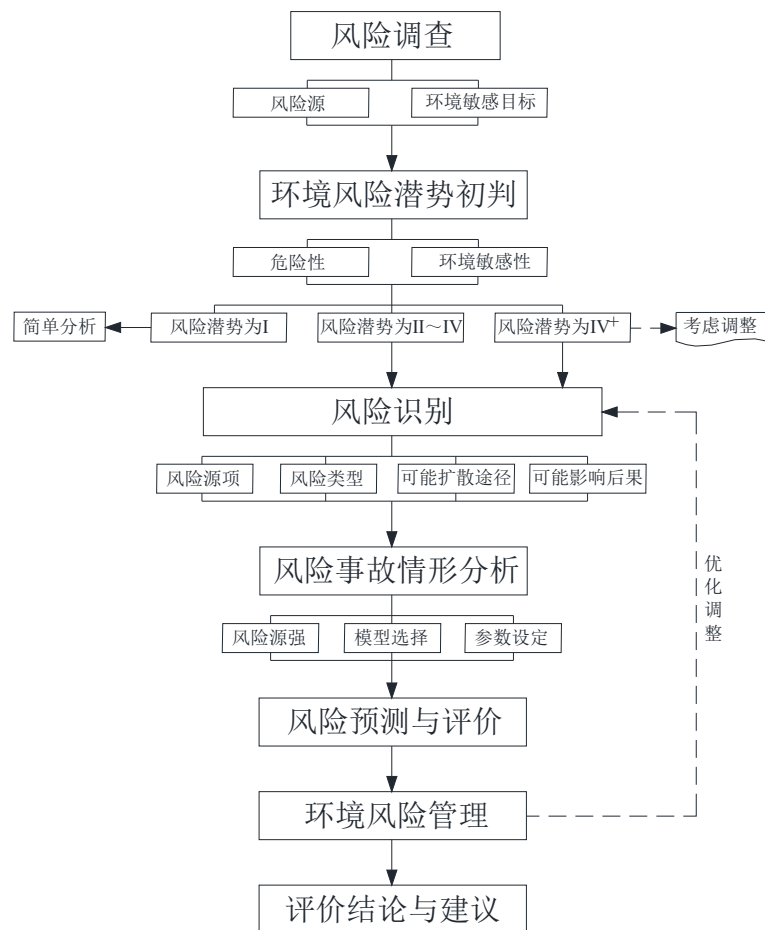 风险调查
风险源 环境敏感目标
环境风险潜势初判
危险性 环境敏感性
简单分析 风险潜势为I 风险潜势为II～IV 风险潜势为IV⁺ 考虑调整
风险识别
风险源项 风险类型 可能扩散途径 可能影响后果
风险事故情形分析
优化调整
风险源强 模型选择 参数设定
风险预测与评价
环境风险管理
评价结论与建议